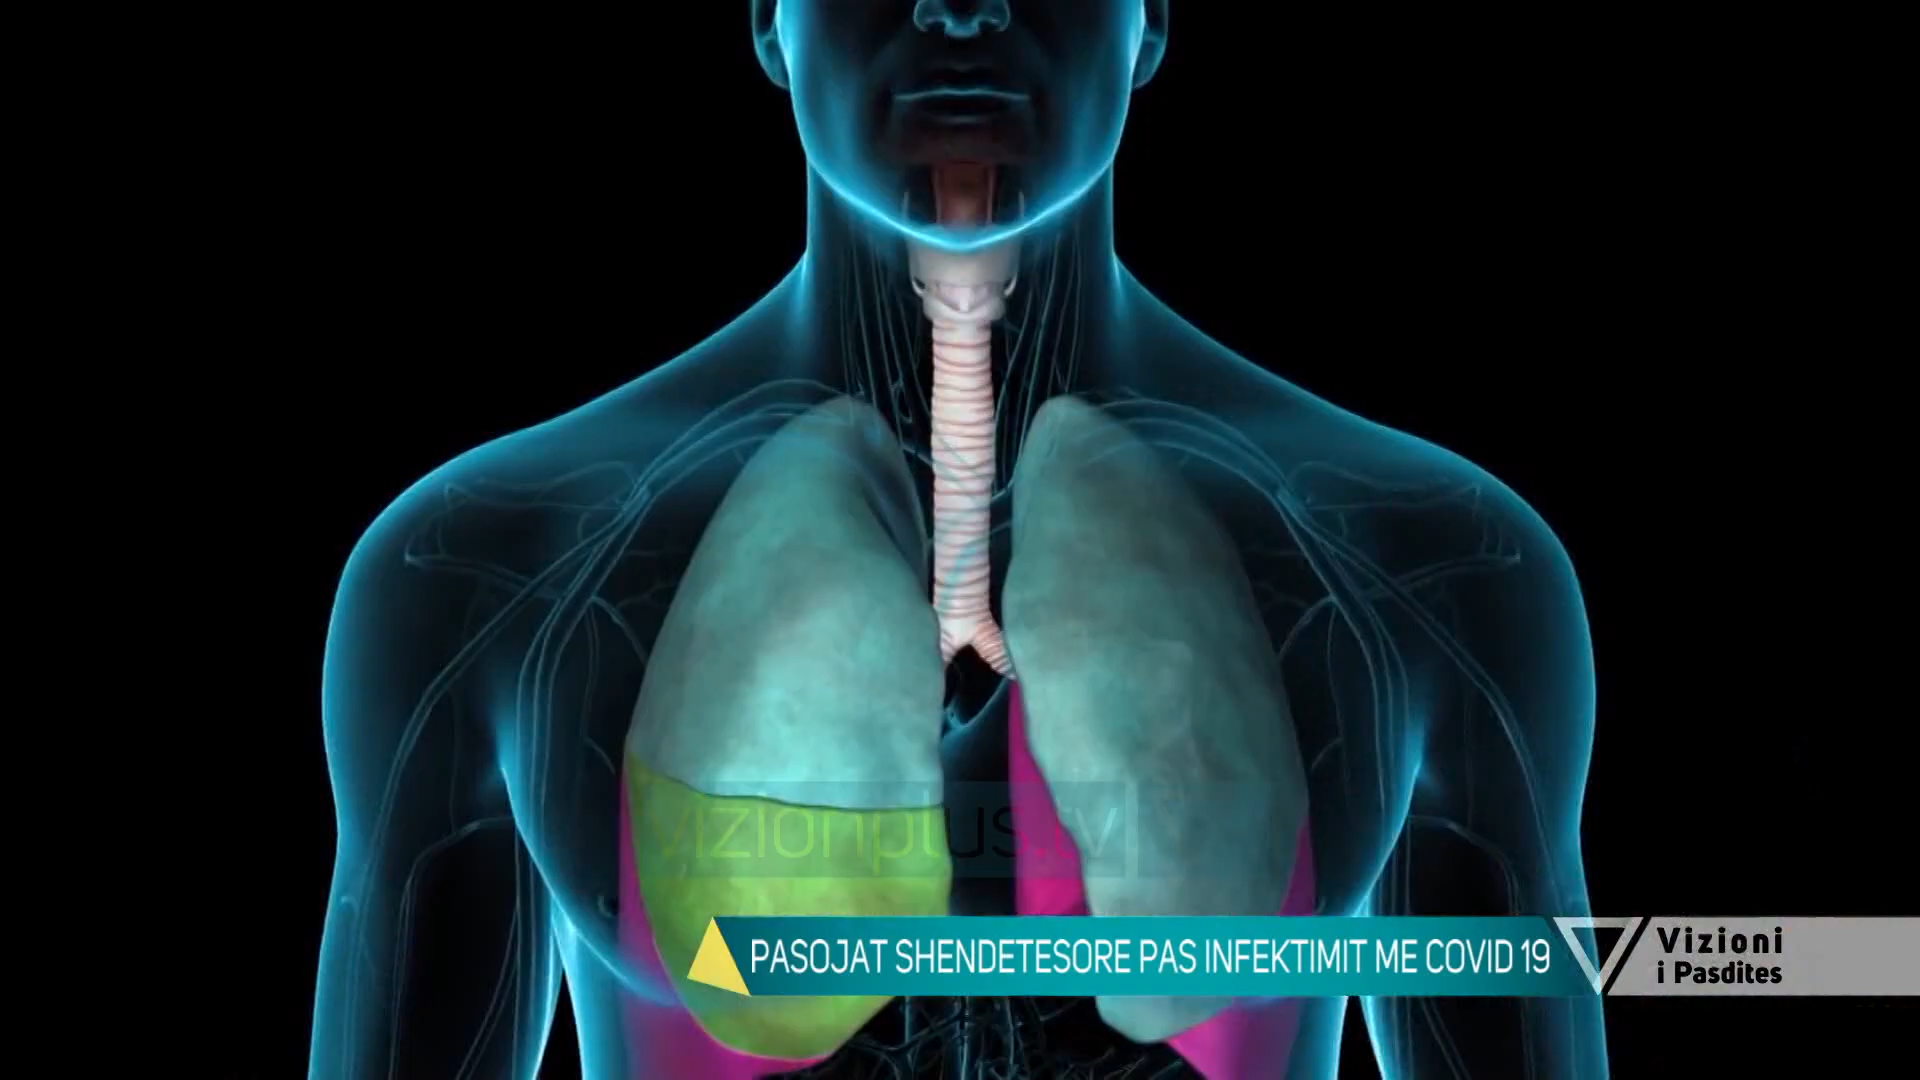 vizionplus.tv
PASOJAT SHENDETESORE PAS INFEKTIMIT ME COVID 19
Vizioni
i Pasdites